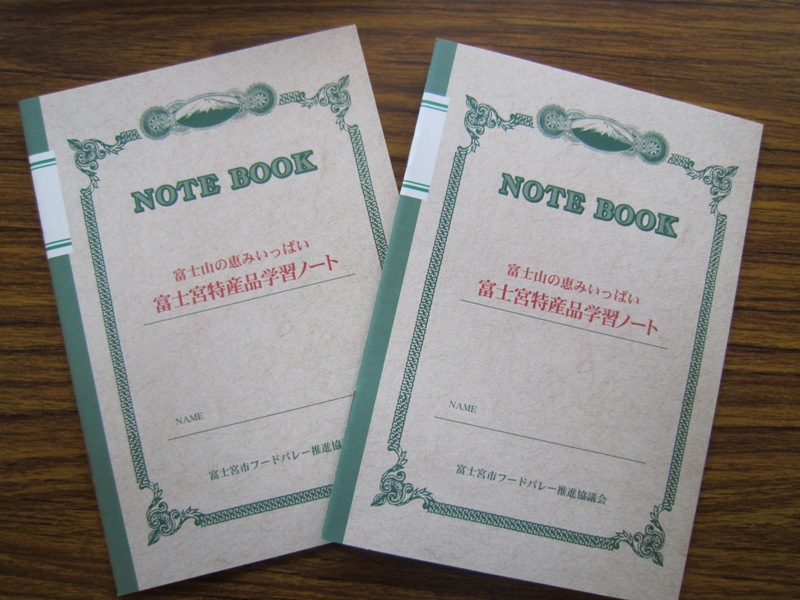 NOTE BOOK
富士山の恵みいっぱい
富士宮特産品学習ノート
NAME
富士宮市フードバレー推進協
NOTE BOOK
富士山の恵みいっぱい
富士宮特産品学習ノート
NAME
富士宮市フードバレー推進協議会